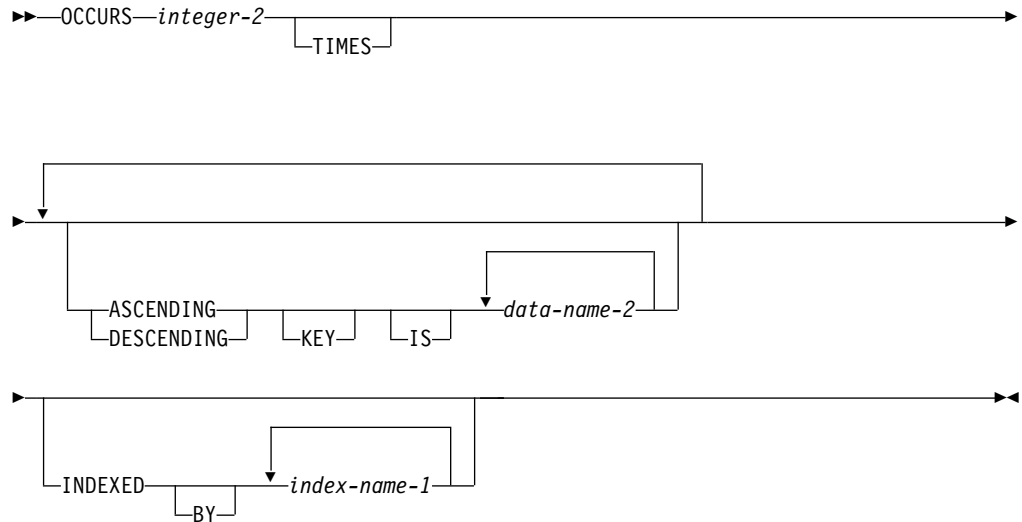 OCCURS integer-2
TIMES
ASCENDING KEY IS data-name-2
DESCENDING
INDEXED BY index-name-1